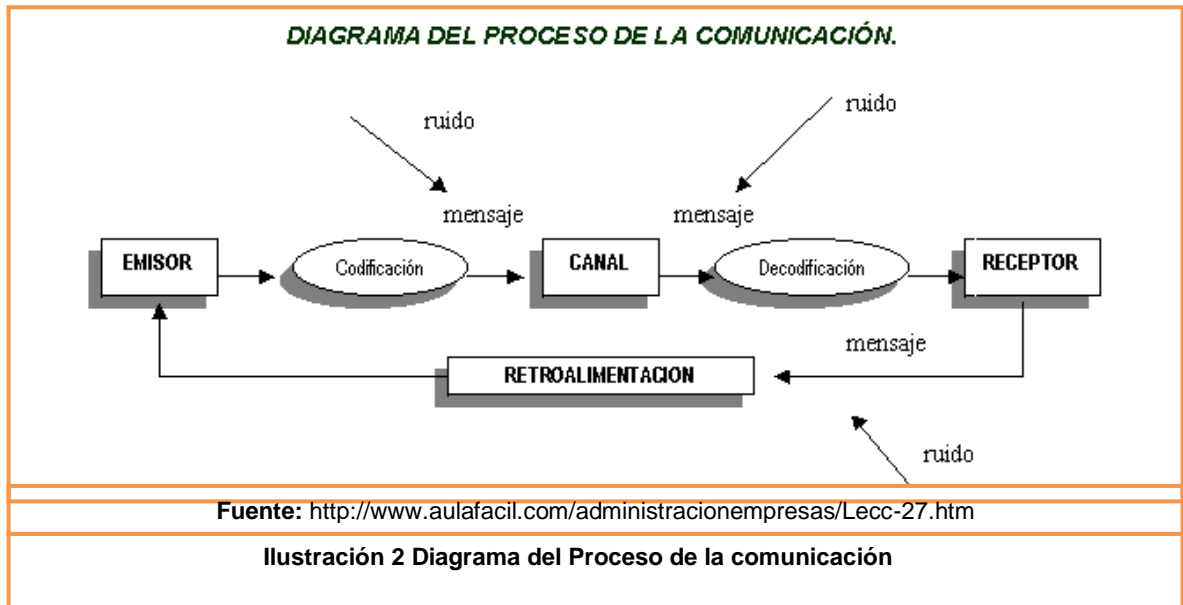 DIAGRAMA DEL PROCESO DE LA COMUNICACIÓN.
ruido
ruido
mensaje
mensaje
EMISOR
Codificación
CANAL
Decodificación
RECEPTOR
mensaje
RETROALIMENTACION
ruido
Fuente: http://www.aulafacil.com/administracionempresas/Lecc-27.htm
Ilustración 2 Diagrama del Proceso de la comunicación